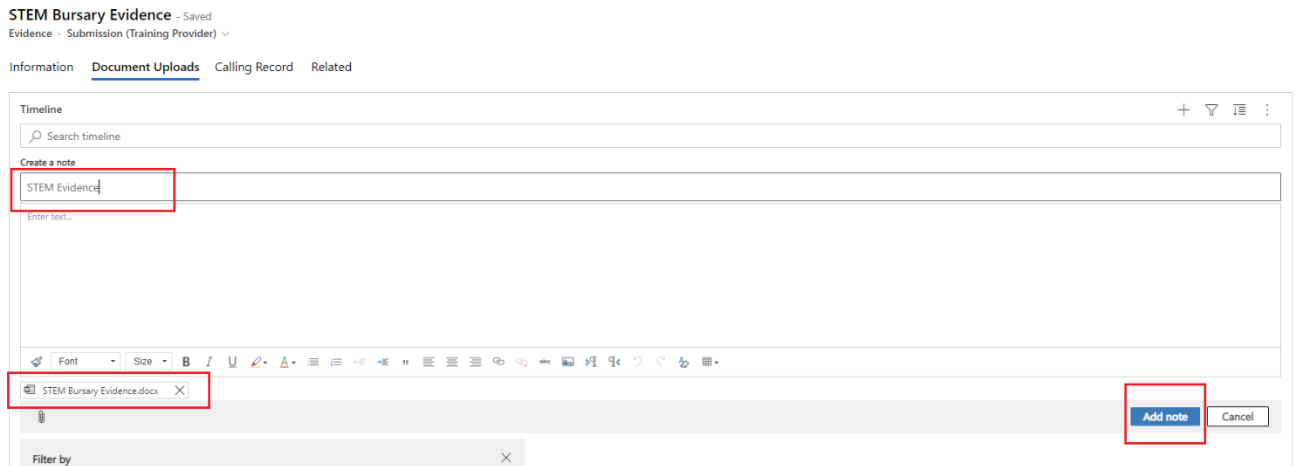 STEM Bursary Evidence - Saved
Evidence · Submission (Training Provider)
Information Document Uploads Calling Record Related
Timeline
Search timeline
Create a note
STEM Evidence
Enter text...
Font Size B I U A abc
STEM Bursary Evidence.docx
Add note Cancel
Filter by